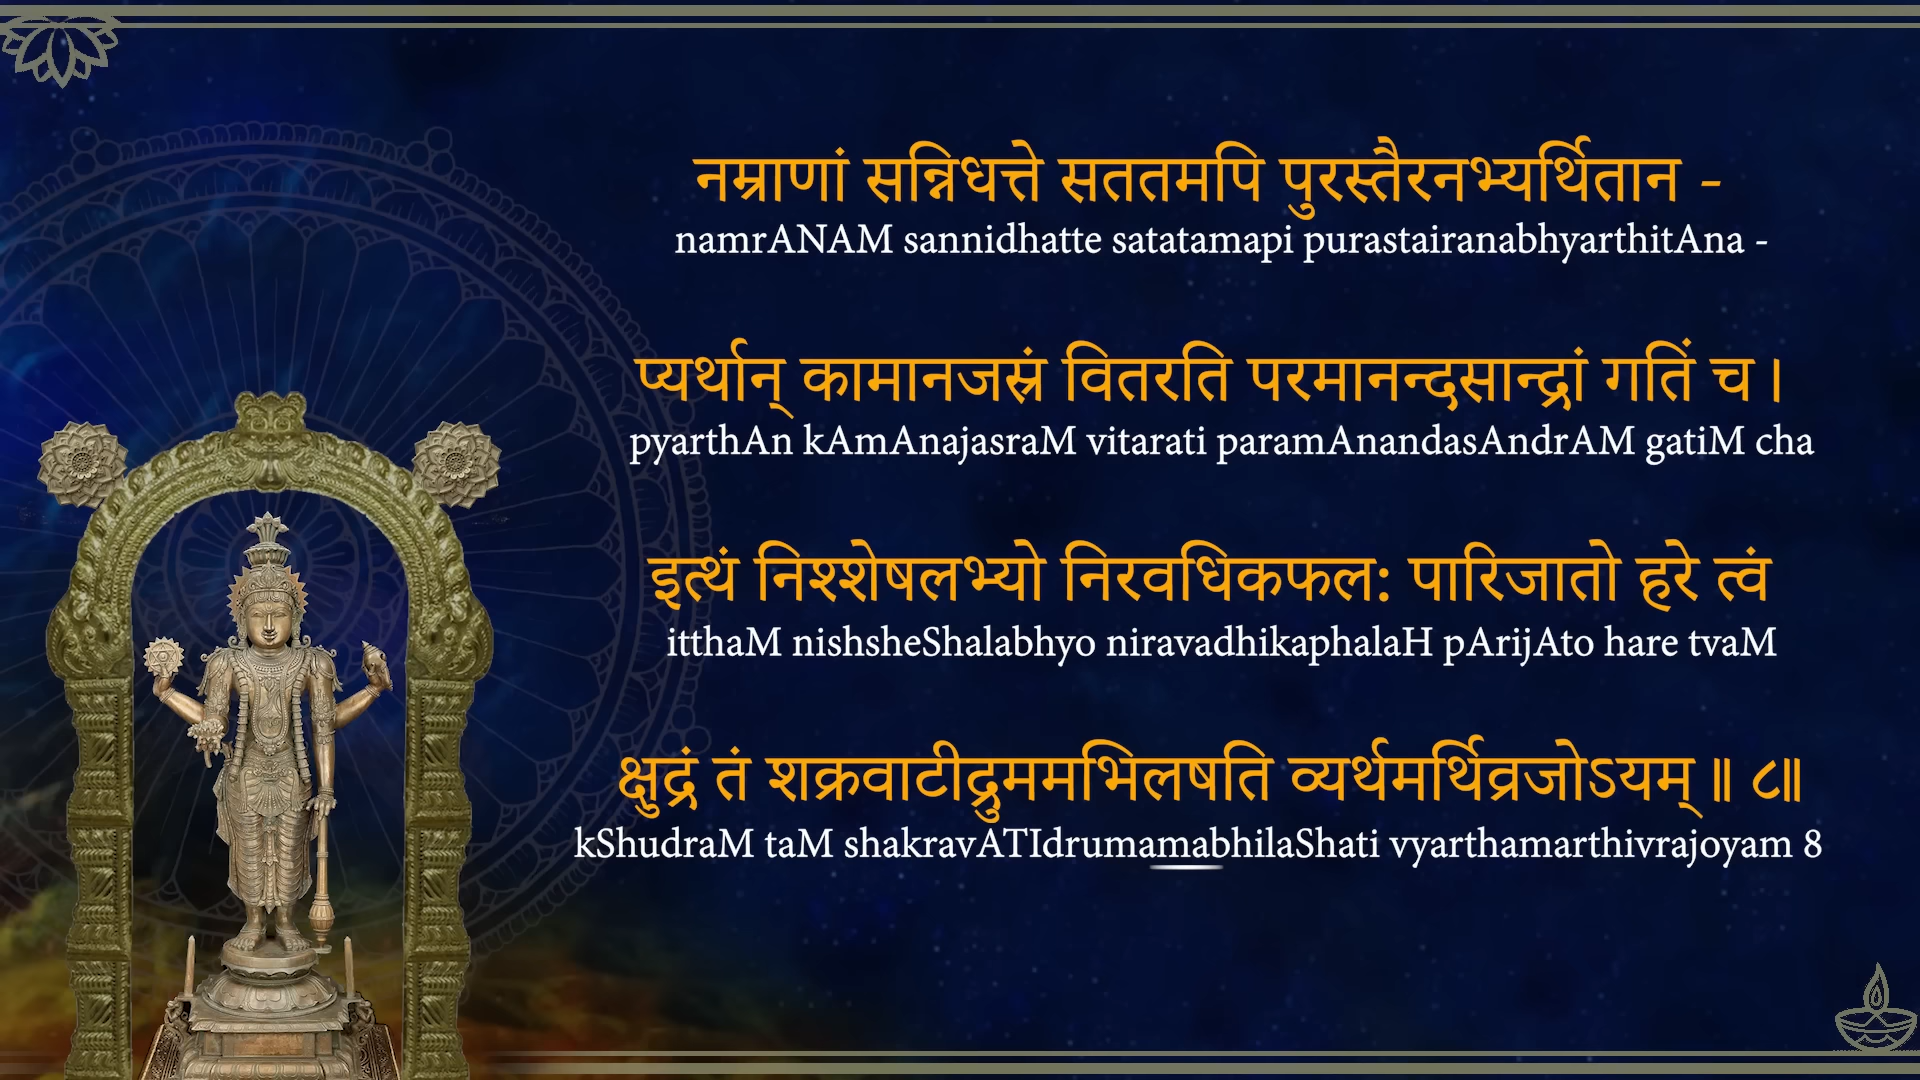 नम्राणां सन्निधत्ते सततमपि पुरस्तैरनभ्यर्थितान -
namrANAM sannidhatte satatamapi purastairanabhyarthitAna -
प्यर्थान् कामानजस्रं वितरति परमानन्दसान्द्रां गतिं च ।
pyarthAn kAmAnajasraM vitarati paramAnandasAndrAM gatiM cha
इत्थं निश्शेषलभ्यो निरवधिकफल: पारिजातो हरे त्वं
itthaM nishsheShalabhyo niravadhikaphalaH pArijAto hare tvaM
क्षुद्रं तं शक्रवाटीद्रुममभिलषति व्यर्थमर्थिव्रजोऽयम् ॥ ८॥
kShudraM taM shakravATIdrumamabhilaShati vyarthamarthivrajoyam 8